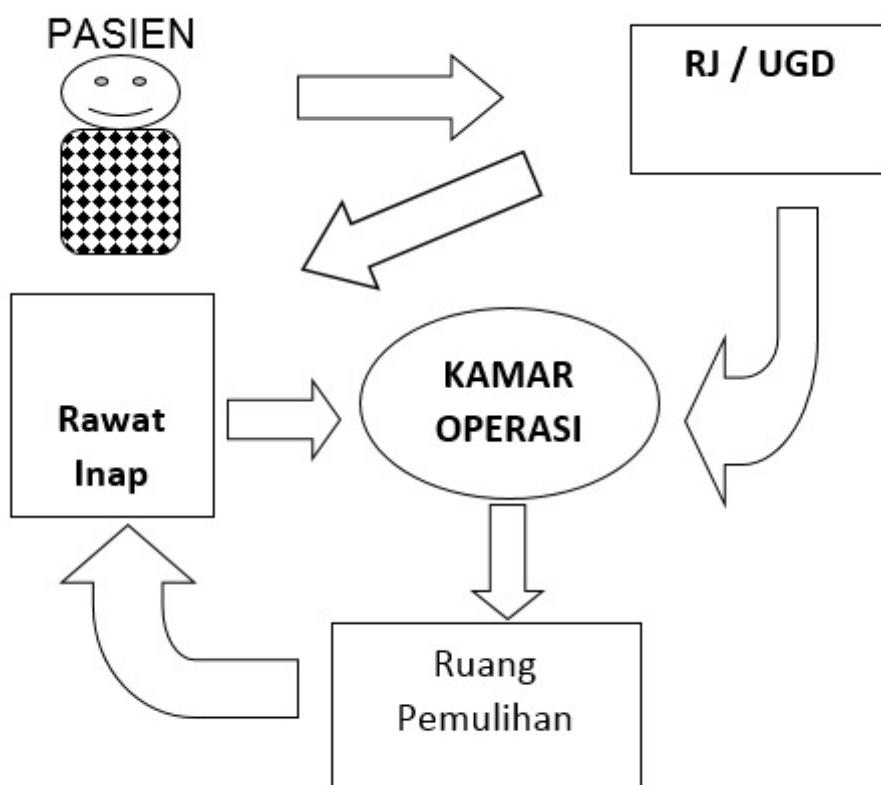 PASIEN
RJ / UGD
KAMAR
OPERASI
Rawat
Inap
Ruang
Pemulihan